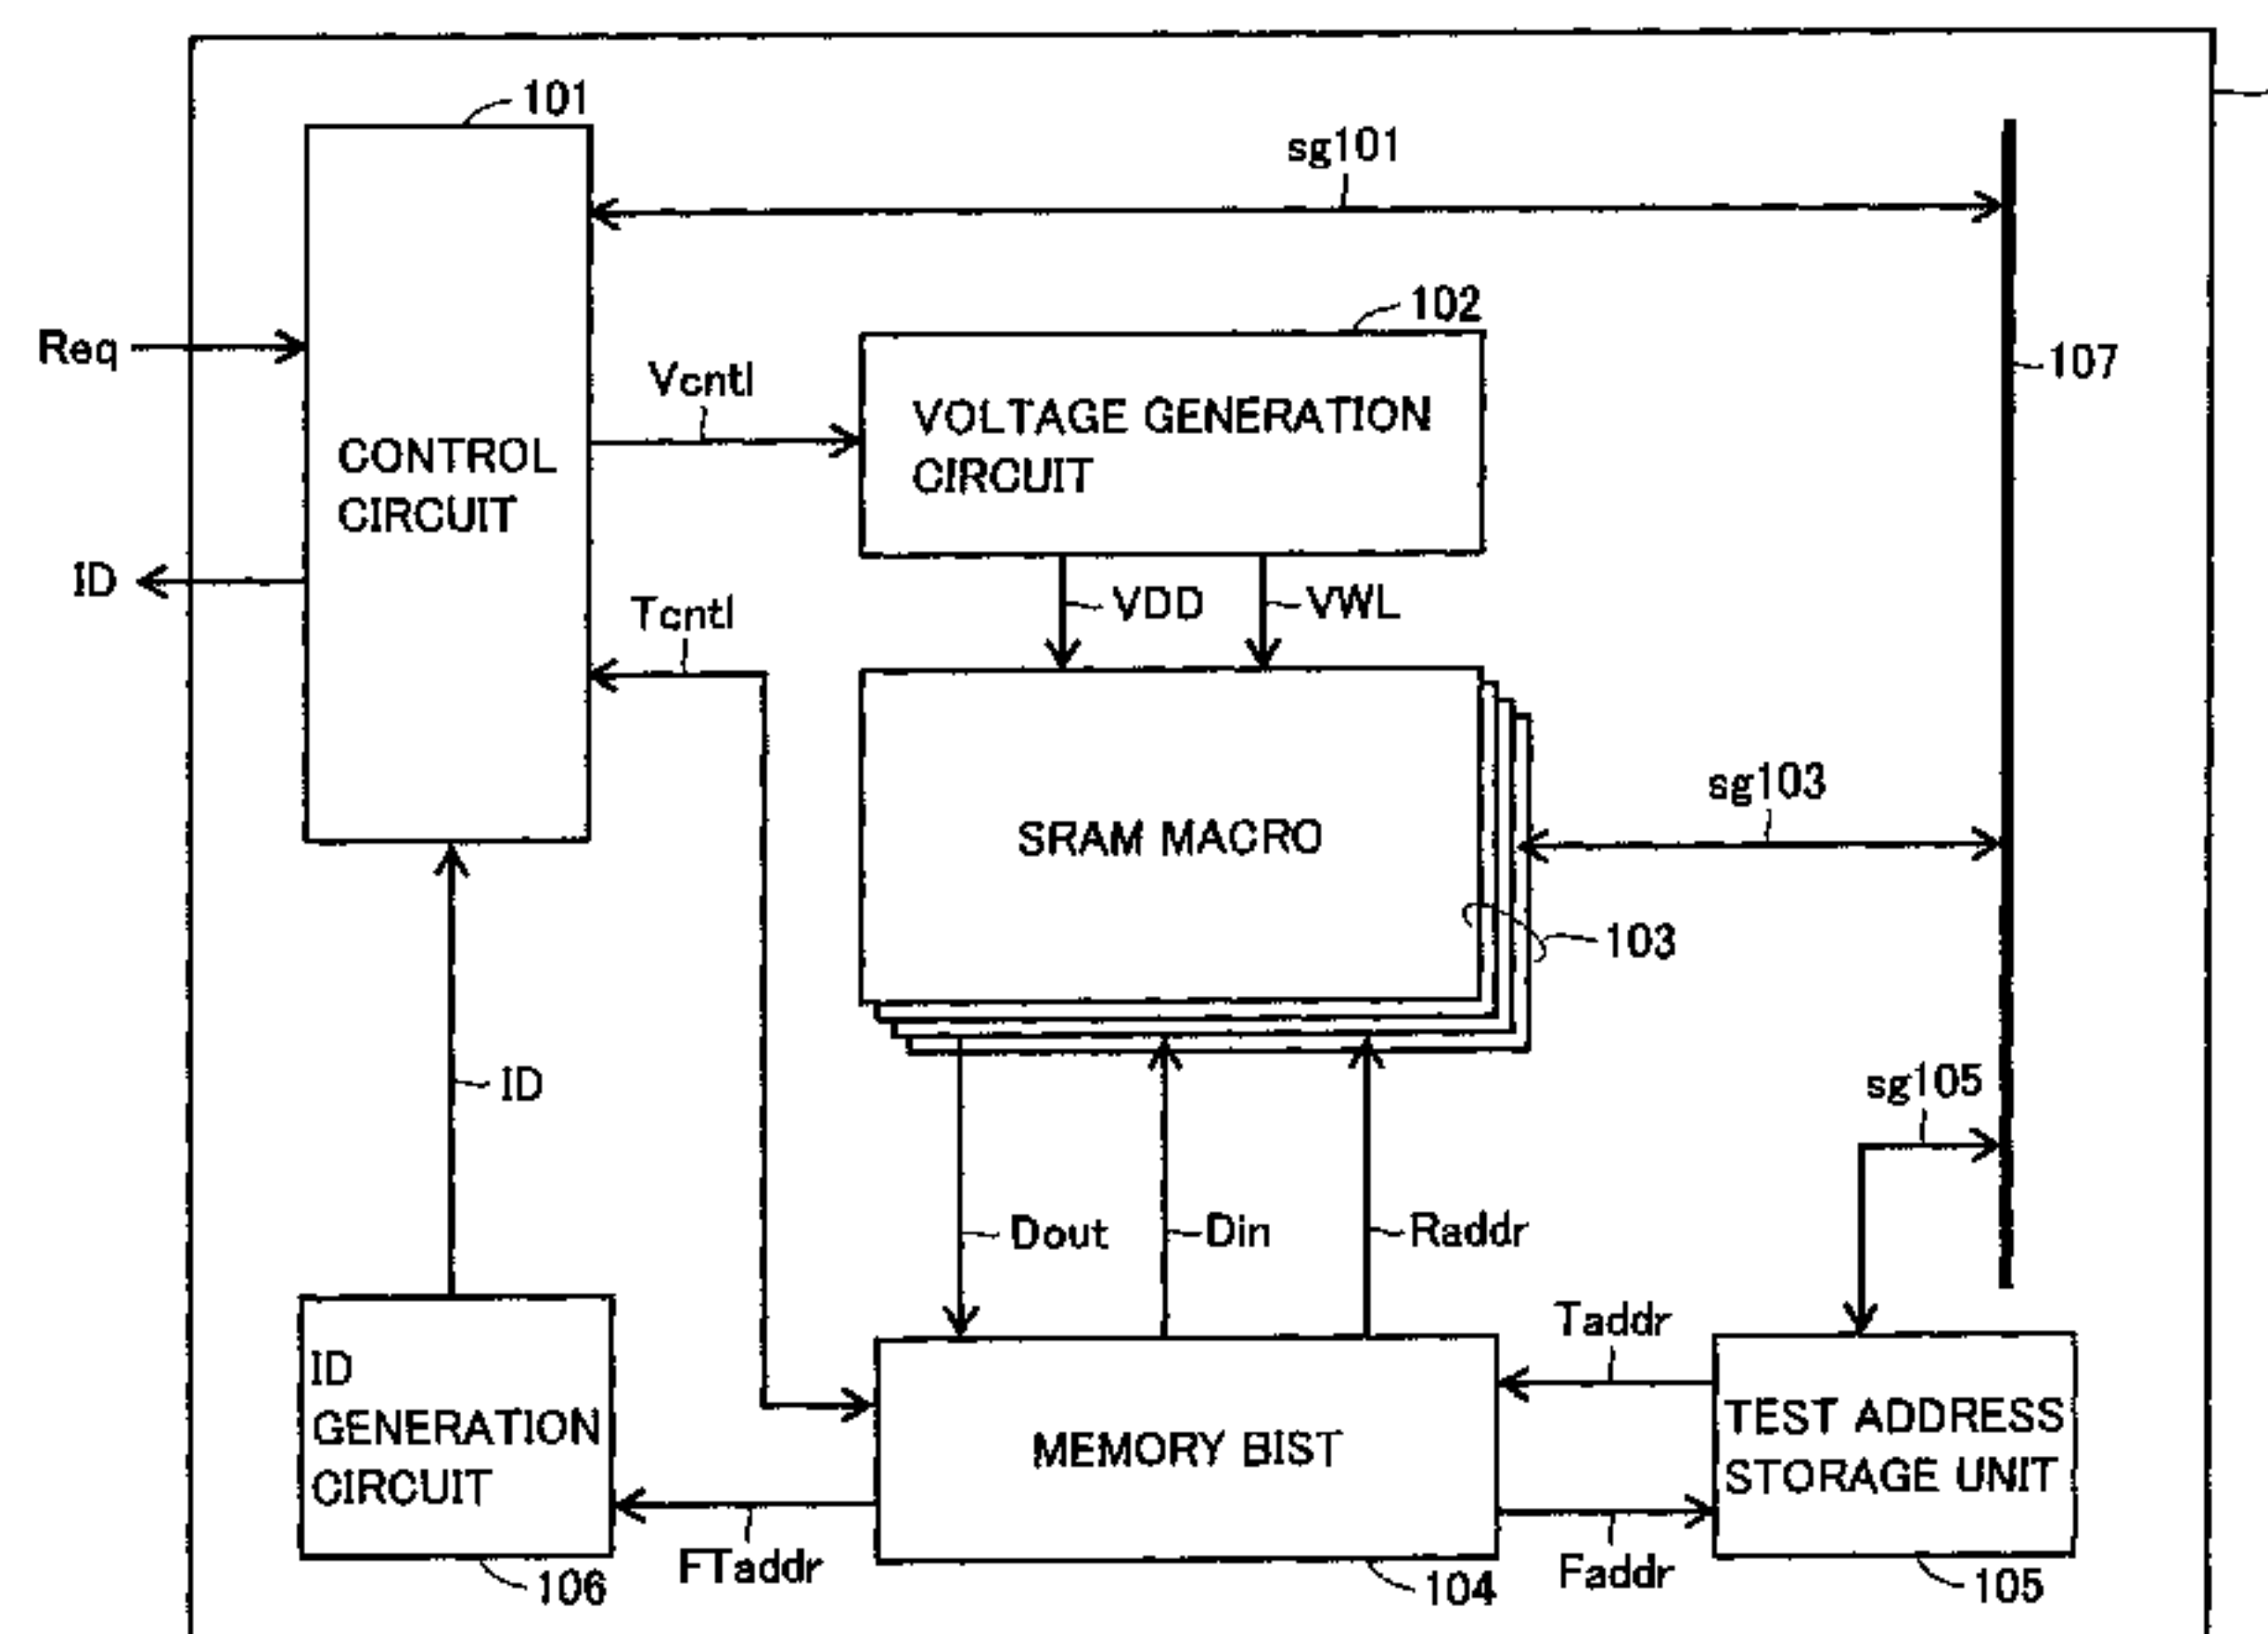 101
sg101
102
Req
107
Vcntl
VOLTAGE GENERATION
CIRCUIT
CONTROL
CIRCUIT
ID
Tcntl
VDD
VWL
sg103
SRAM MACRO
103
ID
sg105
Dout
Din
Raddr
Taddr
ID
GENERATION
CIRCUIT
MEMORY BIST
TEST ADDRESS
STORAGE UNIT
FTaddr
Faddr
106
104
105